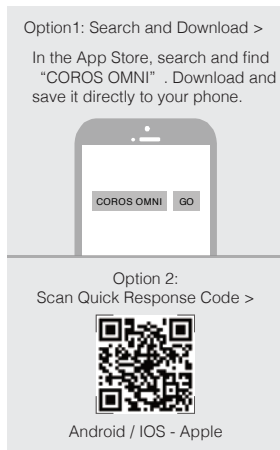 Option1: Search and Download >
In the App Store, search and find
“COROS OMNI” . Download and
save it directly to your phone.
COROS OMNI GO
Option 2:
Scan Quick Response Code >
Android / IOS - Apple